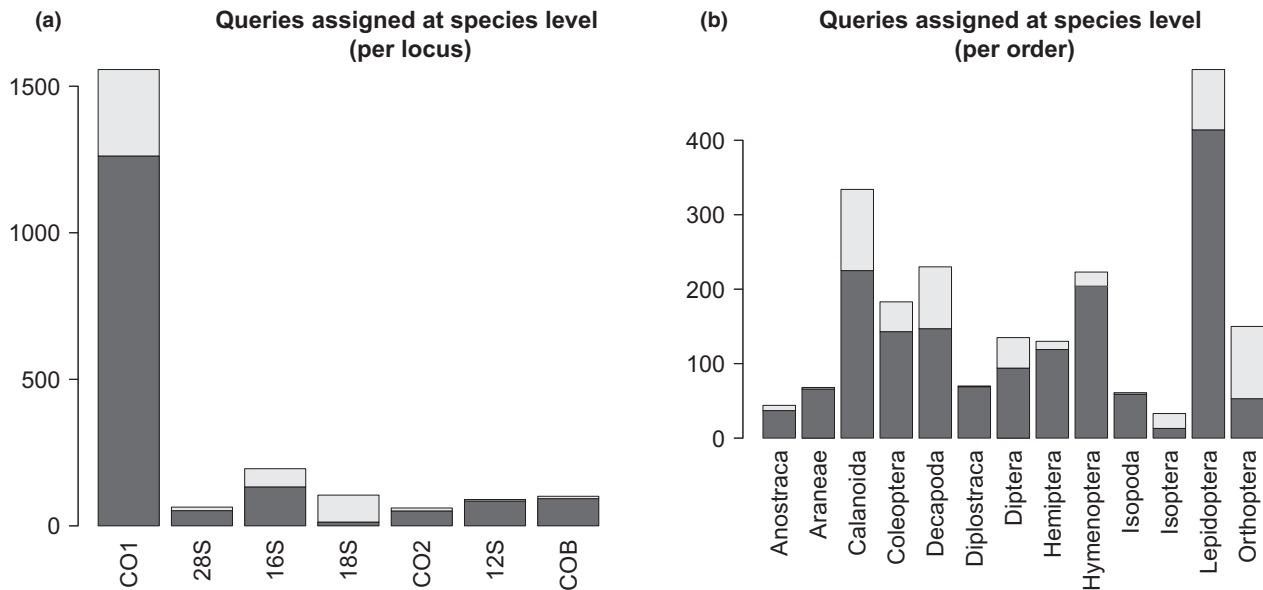 (a)
Queries assigned at species level
(per locus)
1500
1000
500
0
CO1
28S
16S
18S
CO2
12S
COB
(b)
Queries assigned at species level
(per order)
400
300
200
100
0
Anostraca
Araneae
Calanoida
Coleoptera
Decapoda
Diplostraca
Diptera
Hemiptera
Hymenoptera
Isopoda
Isoptera
Lepidoptera
Orthoptera